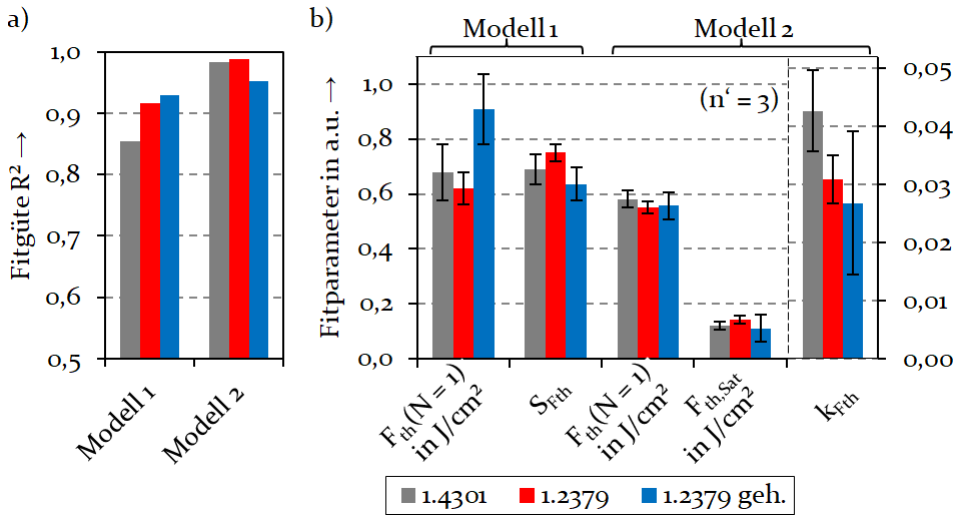 a)
Fitgüte R² →
1,0
0,9
0,8
0,7
0,6
0,5
Modell 1
Modell 2
b)
Modell 1
Modell 2
Fitparameter in a.u. →
1,0
0,8
0,6
0,4
0,2
0,0
(n‘ = 3)
0,05
0,04
0,03
0,02
0,01
0,00
F_th(N = 1)
in J/cm²
S_Fth
F_th(N = 1)
in J/cm²
F_th,Sat
in J/cm²
k_Fth
1.4301 1.2379 1.2379 geh.